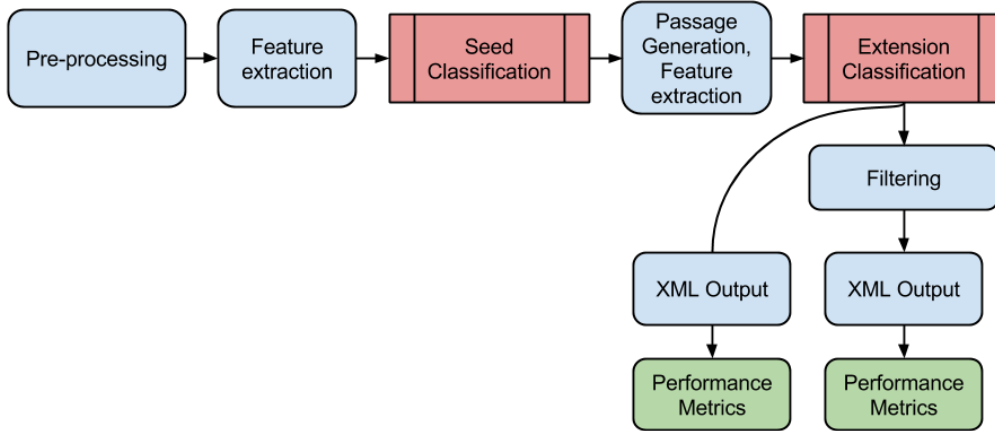 Pre-processing
Feature
extraction
Seed
Classification
Passage
Generation,
Feature
extraction
Extension
Classification
Filtering
XML Output
XML Output
Performance
Metrics
Performance
Metrics